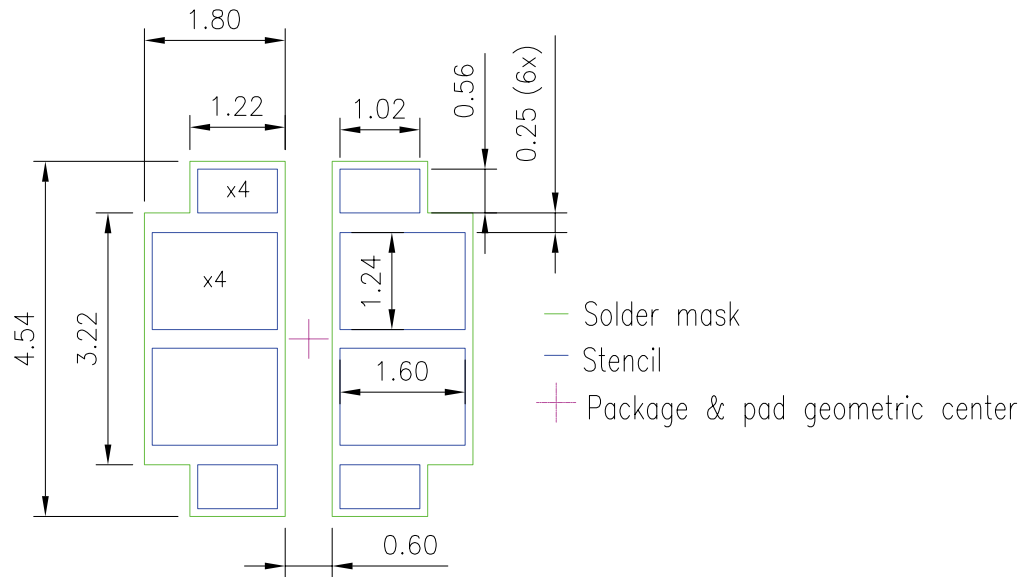 1.80
1.22
1.02
0.56
0.25 (6x)
x4
x4
1.24
4.54
3.22
1.60
0.60
Solder mask
Stencil
Package & pad geometric center